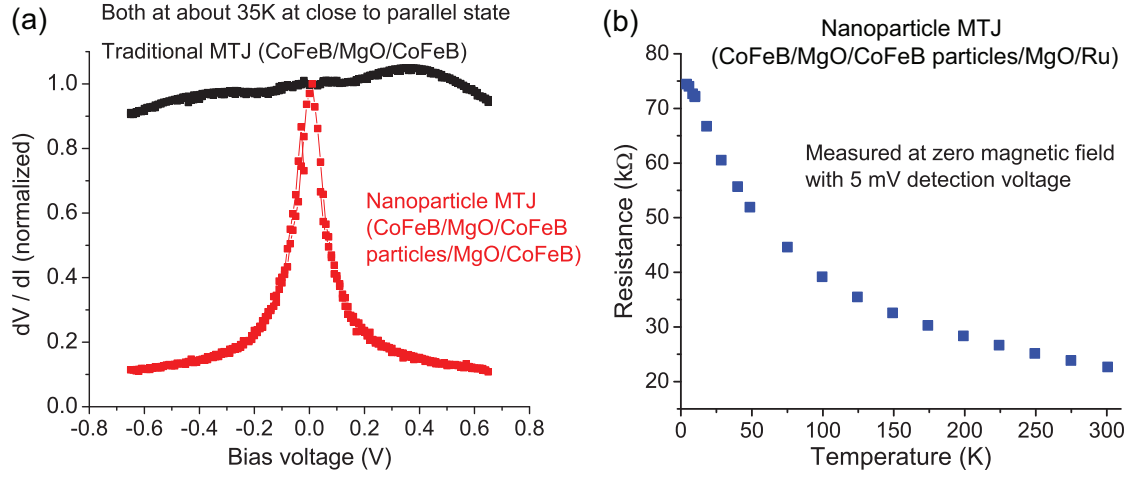 (a)
Both at about 35K at close to parallel state
Traditional MTJ (CoFeB/MgO/CoFeB)
Nanoparticle MTJ
(CoFeB/MgO/CoFeB
particles/MgO/CoFeB)
dV / dI (normalized)
1.0
0.8
0.6
0.4
0.2
0.0
-0.8 -0.6 -0.4 -0.2 0.0 0.2 0.4 0.6 0.8
Bias voltage (V)
(b)
Nanoparticle MTJ
(CoFeB/MgO/CoFeB particles/MgO/Ru)
Measured at zero magnetic field
with 5 mV detection voltage
Resistance (kΩ)
80
75
60
50
40
30
20
0 50 75 100 125 150 200 250 300
Temperature (K)